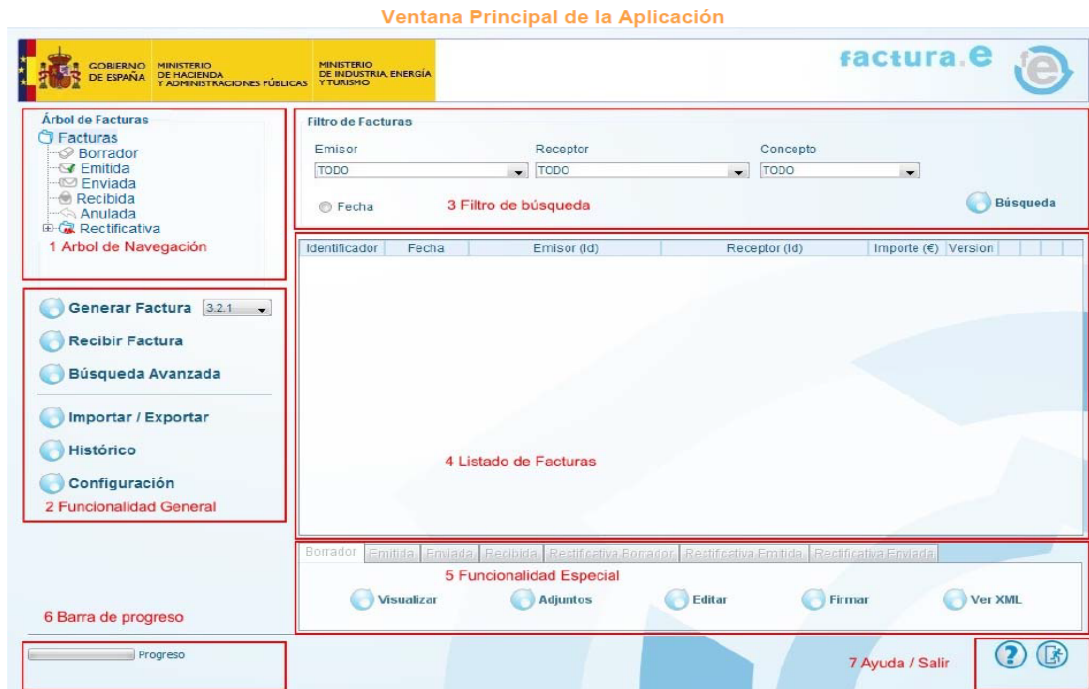 Ventana Principal de la Aplicación
GOBIERNO
DE ESPAÑA
MINISTERIO
DE HACIENDA
Y ADMINISTRACIONES PÚBLICAS
MINISTERIO
DE INDUSTRIA, ENERGÍA
Y TURISMO
factura.e
fe
Árbol de Facturas
Facturas
Borrador
Emitida
Enviada
Recibida
Anulada
Rectificativa
1 Arbol de Navegación
Filtro de Facturas
Emisor Receptor Concepto
TODO TODO TODO
Fecha 3 Filtro de búsqueda Búsqueda
Identificador Fecha Emisor (Id) Receptor (Id) Importe (€) Version
Generar Factura 3.2.1
Recibir Factura
Búsqueda Avanzada
Importar / Exportar
Histórico
Configuración
2 Funcionalidad General
4 Listado de Facturas
Borrador Emitida Enviada Recibida Rectificativa Borrador Rectificativa Emitida Rectificativa Enviada
5 Funcionalidad Especial
Visualizar Adjuntos Editar Firmar Ver XML
6 Barra de progreso
Progreso
7 Ayuda / Salir
?